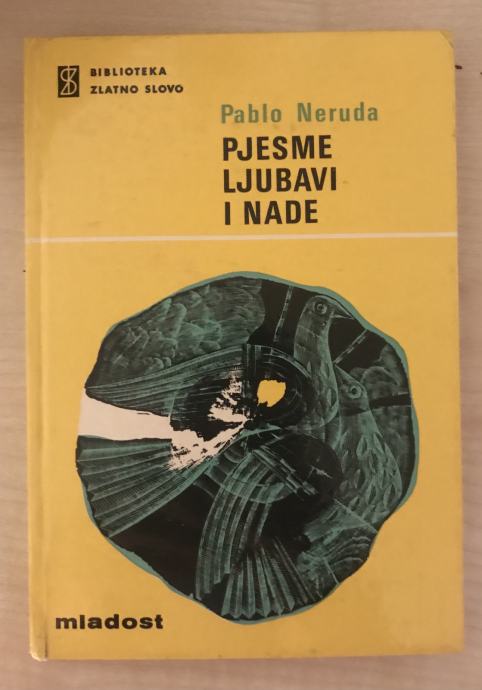 BIBLIOTEKA
ZLATNO SLOVO
Pablo Neruda
PJESME
LJUBAVI
I NADE
mladost